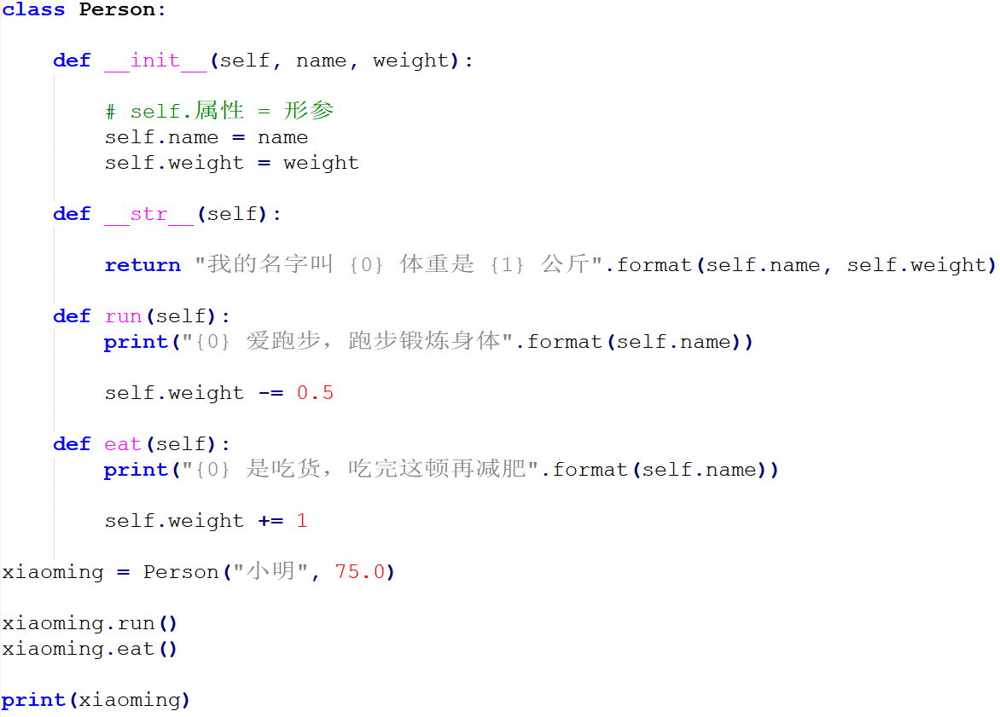 class Person:
    def __init__(self, name, weight):
        # self.属性 = 形参
        self.name = name
        self.weight = weight
    def __str__(self):
        return "我的名字叫 {0} 体重是 {1} 公斤".format(self.name, self.weight)
    def run(self):
        print("{0} 爱跑步，跑步锻炼身体".format(self.name))
        self.weight -= 0.5
    def eat(self):
        print("{0} 是吃货，吃完这顿再减肥".format(self.name))
        self.weight += 1
xiaoming = Person("小明", 75.0)
xiaoming.run()
xiaoming.eat()
print(xiaoming)